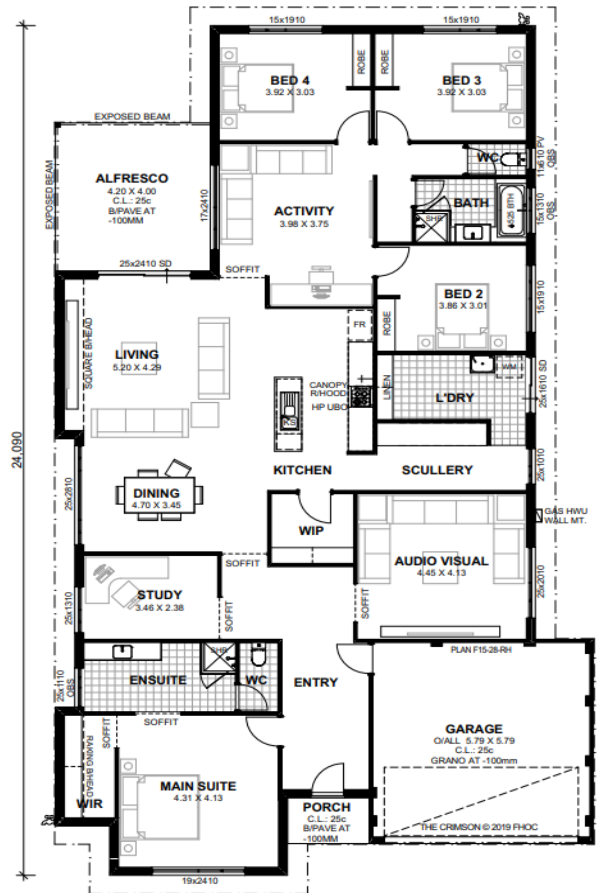 15x1910
15x1910
ROBE
ROBE
BED 4
3.92 X 3.03
BED 3
3.92 X 3.03
EXPOSED BEAM
EXPOSED BEAM
ALFRESCO
4.20 X 4.00
C.L.: 25c
B/PAVE AT
-100MM
17x2410
ACTIVITY
3.98 X 3.75
WC
11x610 PV
OBS
BATH
SHR
1525 BTH
15x1310
OBS
25x2410 SD
SOFFIT
BED 2
3.86 X 3.01
15x1910
ROBE
FR
LIVING
5.20 X 4.29
SQUARE B/HEAD
CANOPY
R/HOOD
HP UBO
KS
LINEN
WM
L'DRY
25x1610 SD
24,090
KITCHEN
SCULLERY
25x1010
DINING
4.70 X 3.45
25x2810
WIP
GAS HWU
WALL MT.
AUDIO VISUAL
4.45 X 4.13
25x2010
SOFFIT
STUDY
3.46 X 2.38
25x1310
SOFFIT
SOFFIT
PLAN F15-28-RH
SHR
ENSUITE
WC
25x1110
OBS
ENTRY
SOFFIT
SOFFIT
RAKING B/HEAD
WIR
GARAGE
O/ALL 5.79 X 5.79
C.L.: 25c
GRANO AT -100mm
MAIN SUITE
4.31 X 4.13
PORCH
C.L.: 25c
B/PAVE AT
-100MM
THE CRIMSON © 2019 FHOC
19x2410